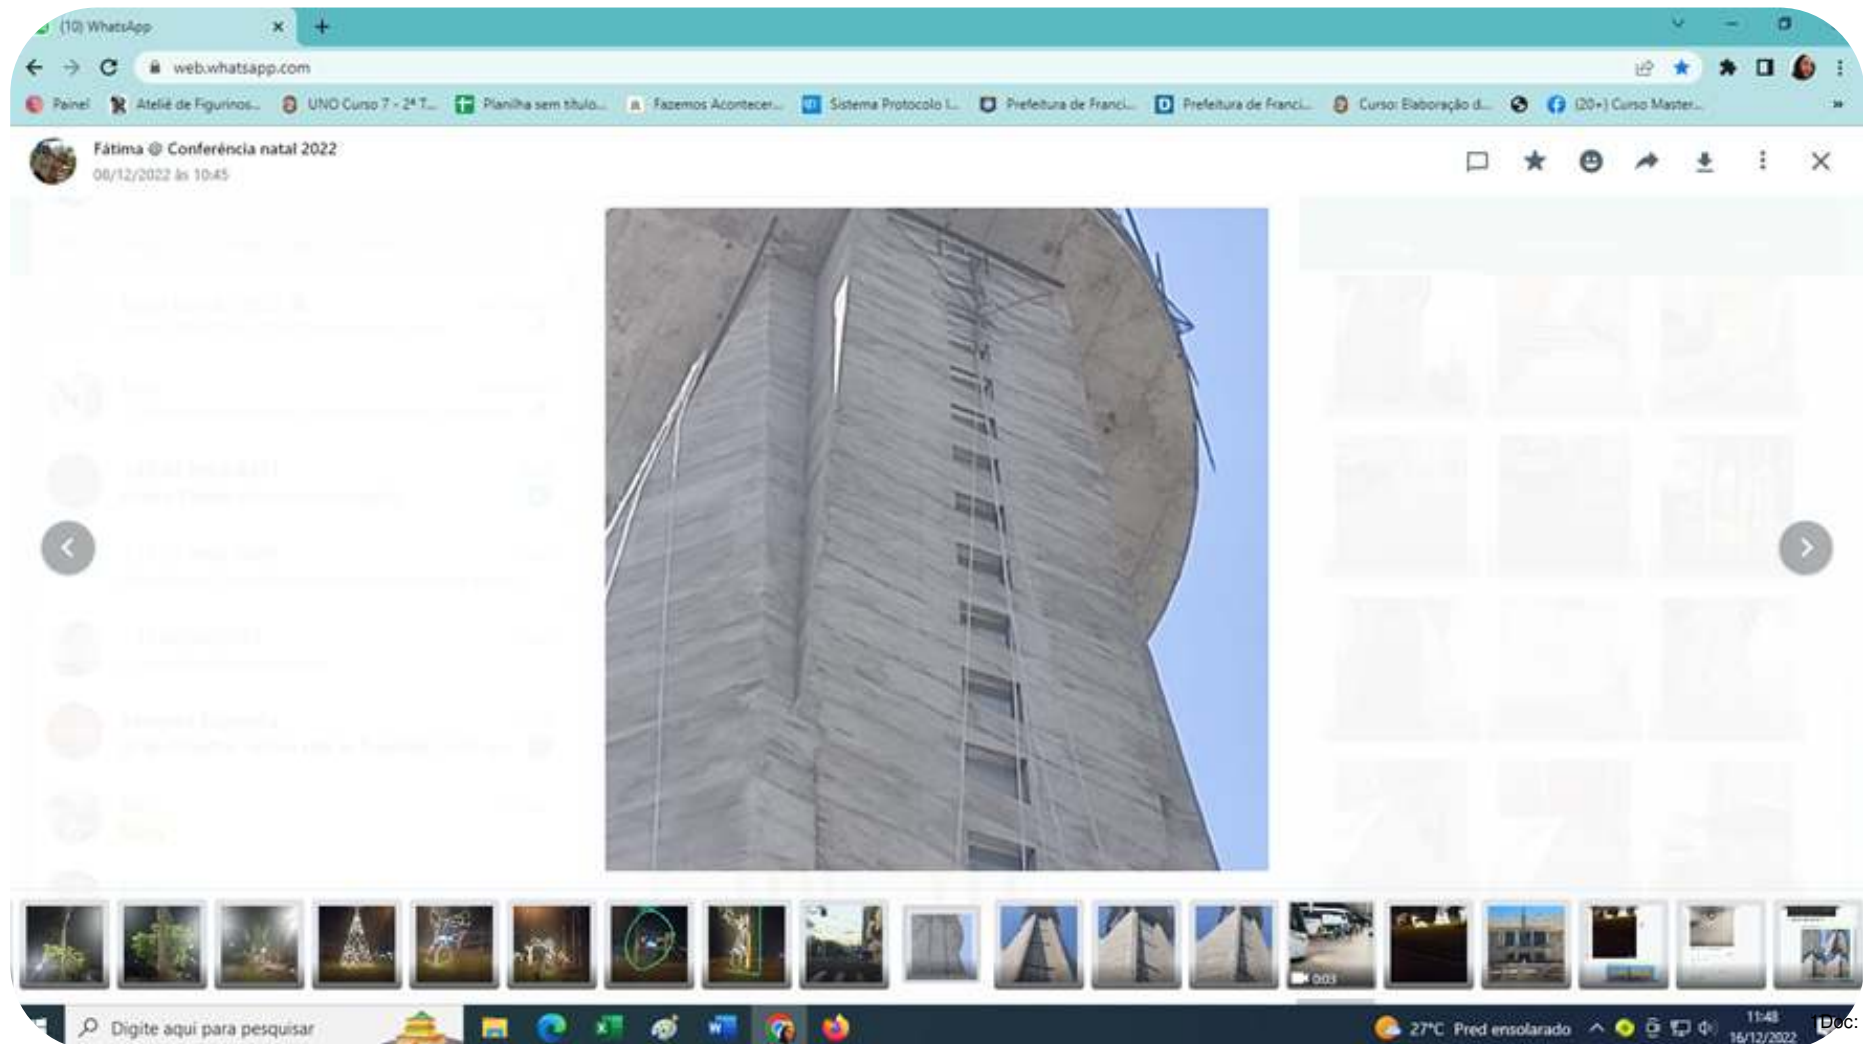 (10) WhatsApp
web.whatsapp.com
Painel
Ateliê de Figurinos...
UNO Curso 7 - 2ª T...
Planilha sem título...
Fazemos Acontecer...
Sistema Protocolo I...
Prefeitura de Franci...
Prefeitura de Franci...
Curso: Elaboração d...
(20+) Curso Master...
Fátima @ Conferência natal 2022
08/12/2022 às 10:45
0:03
Digite aqui para pesquisar
27°C Pred ensolarado
11:48
16/12/2022
1Doc: